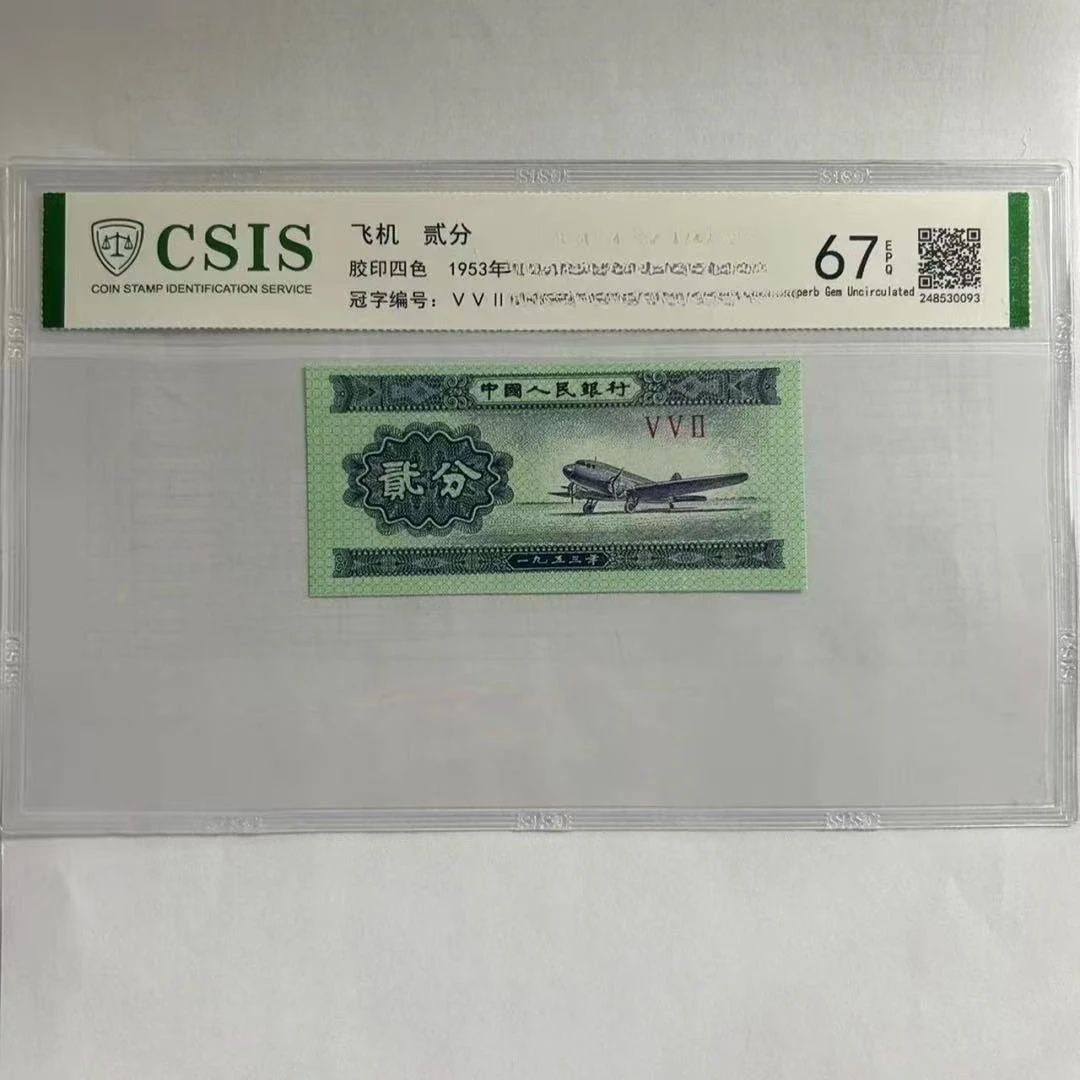 CSIS
COIN STAMP IDENTIFICATION SERVICE
飞机 贰分
胶印四色 1953年
冠字编号：ⅤⅤⅡ
67 EPQ
Gem Uncirculated
248530093
中國人民銀行
ⅤⅤⅡ
貳分
一九五三年